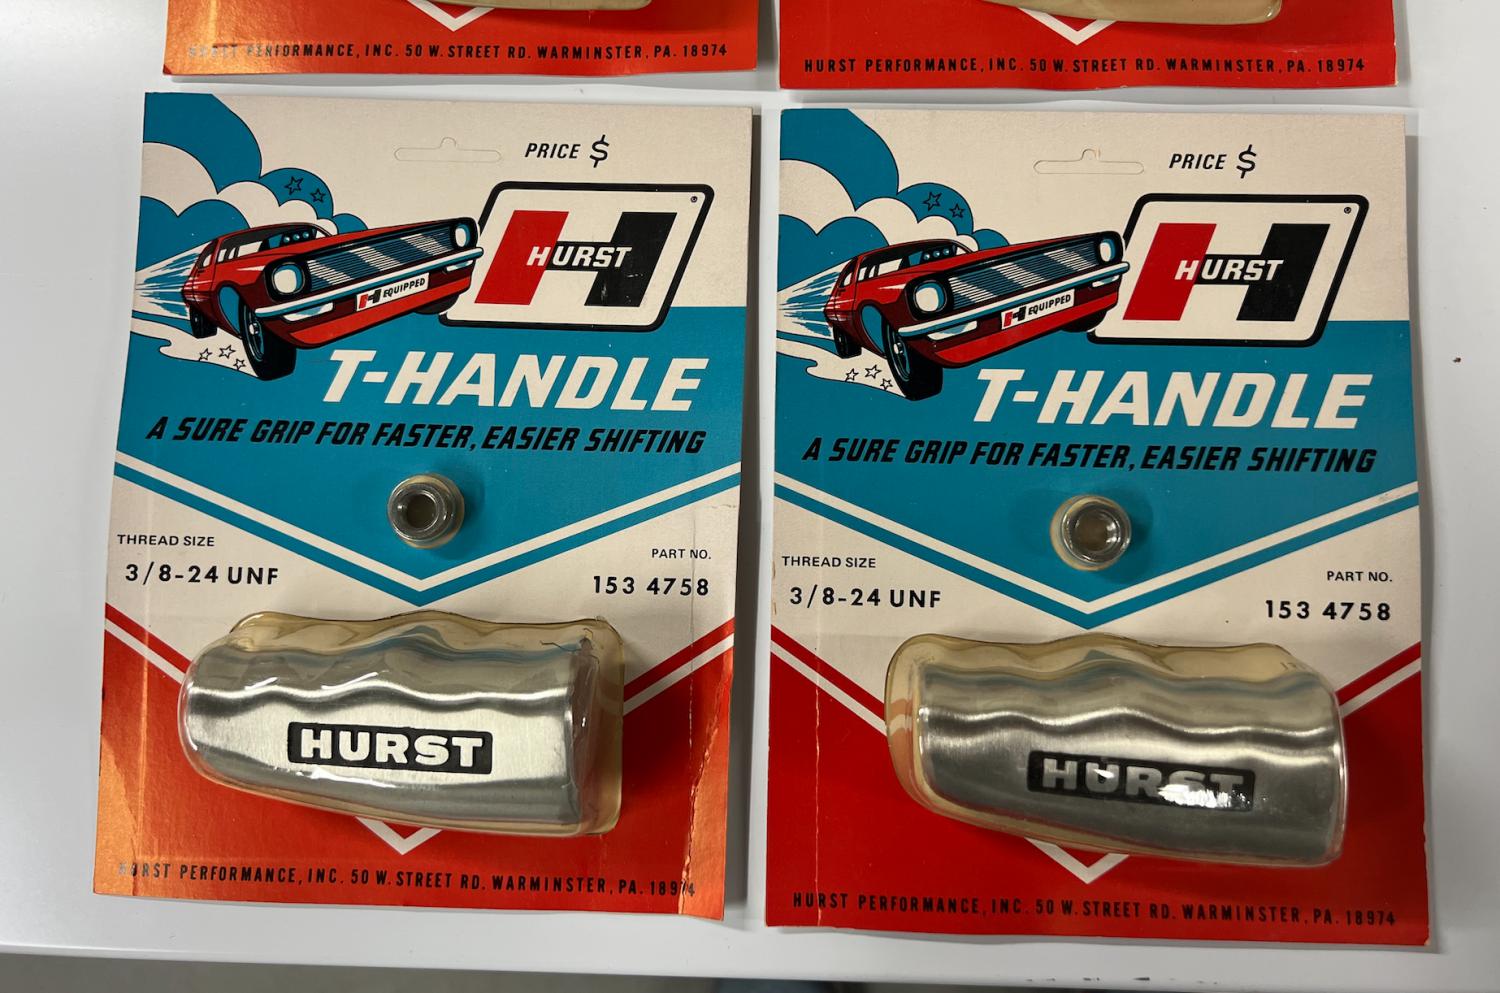 HURST PERFORMANCE, INC. 50 W. STREET RD. WARMINSTER, PA. 18974
HURST PERFORMANCE, INC. 50 W. STREET RD. WARMINSTER, PA. 18974
PRICE $
HURST
®
H EQUIPPED
T-HANDLE
A SURE GRIP FOR FASTER, EASIER SHIFTING
THREAD SIZE
3/8-24 UNF
PART NO.
153 4758
HURST
HURST PERFORMANCE, INC. 50 W. STREET RD. WARMINSTER, PA. 18974
PRICE $
HURST
®
H EQUIPPED
T-HANDLE
A SURE GRIP FOR FASTER, EASIER SHIFTING
THREAD SIZE
3/8-24 UNF
PART NO.
153 4758
HURST
HURST PERFORMANCE, INC. 50 W. STREET RD. WARMINSTER, PA. 18974